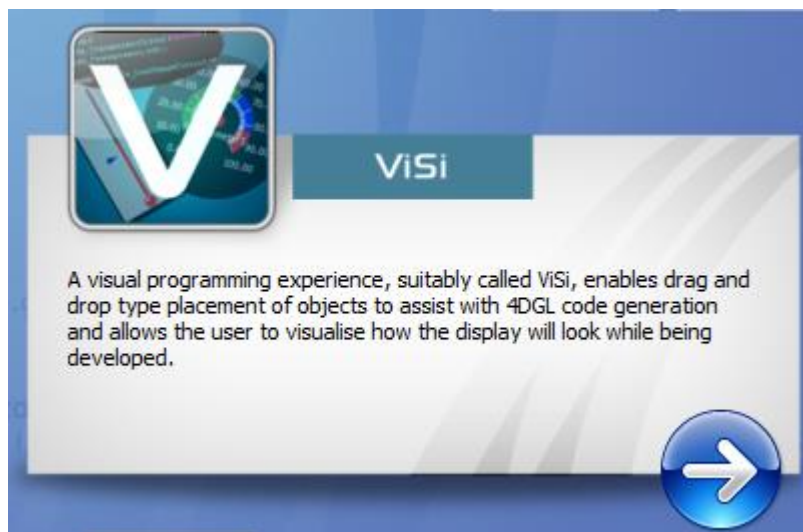 V
ViSi
A visual programming experience, suitably called ViSi, enables drag and
drop type placement of objects to assist with 4DGL code generation
and allows the user to visualise how the display will look while being
developed.